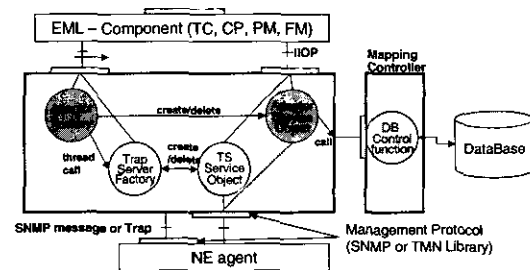 EML – Component (TC, CP, PM, FM)
IIOP
Mapping
Controller
create/delete
call
thread
call
create
/delete
Trap
Server
Factory
TS
Service
Object
DB
Control
function
DataBase
SNMP message or Trap
Management Protocol
(SNMP or TMN Library)
NE agent